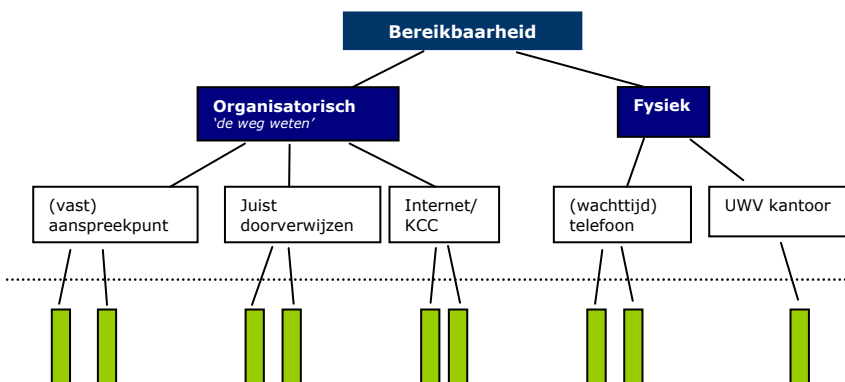 Bereikbaarheid
Organisatorisch
‘de weg weten’
Fysiek
(vast)
aanspreekpunt
Juist
doorverwijzen
Internet/
KCC
(wachttijd)
telefoon
UWV kantoor